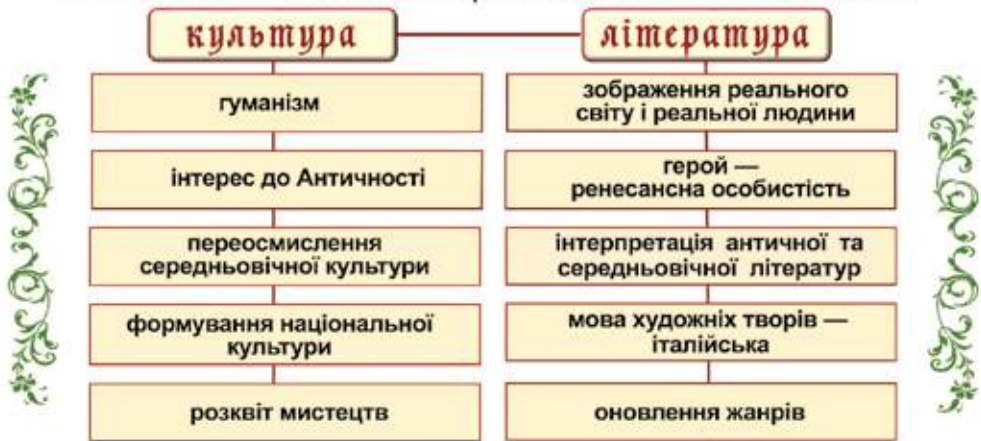 культура
література
гуманізм
інтерес до Античності
переосмислення
середньовічної культури
формування національної
культури
розквіт мистецтв
зображення реального
світу і реальної людини
герой —
ренесансна особистість
інтерпретація античної та
середньовічної літератур
мова художніх творів —
італійська
оновлення жанрів